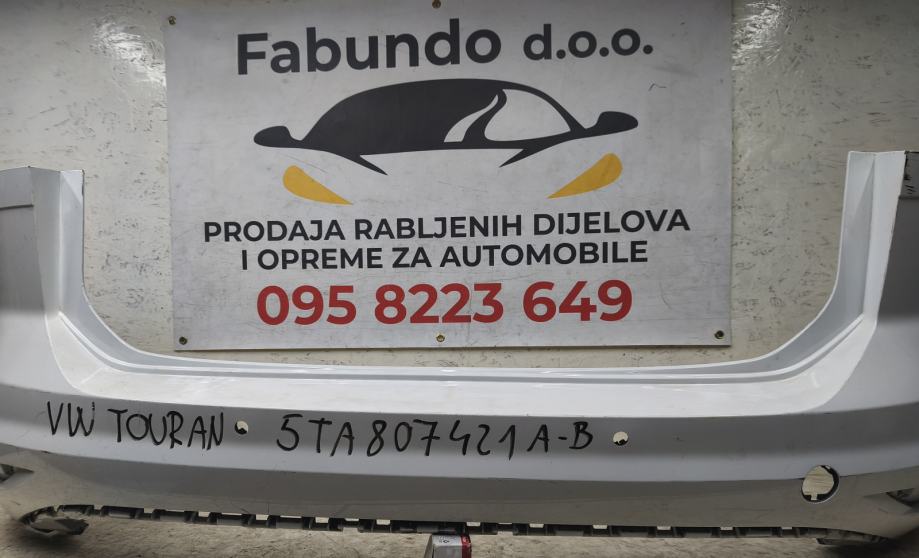 Fabundo d.o.o.
PRODAJA RABLJENIH DIJELOVA
I OPREME ZA AUTOMOBILE
095 8223 649
VW TOURAN 5TA807421A-B